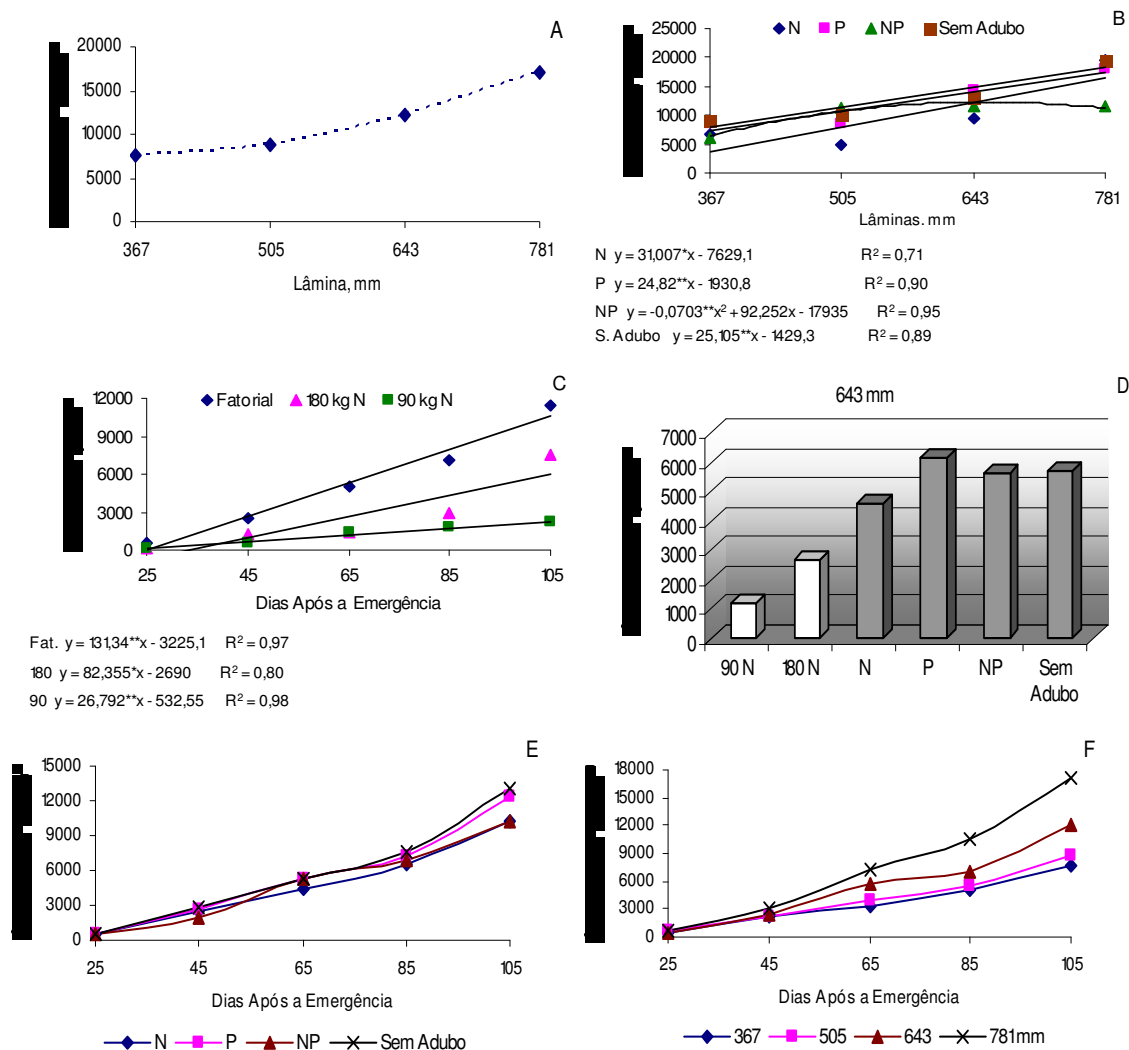 A
20000
15000
10000
5000
0
367 505 643 781
Lâmina, mm
B
N P NP Sem Adubo
25000
20000
15000
10000
5000
0
367 505 643 781
Lâminas. mm
N y = 31,007*x - 7629,1 R² = 0,71
P y = 24,82**x - 1930,8 R² = 0,90
NP y = -0,0703**x² + 92,252x - 17935 R² = 0,95
S. Adubo y = 25,105**x - 1429,3 R² = 0,89
C
Fatorial 180 kg N 90 kg N
12000
9000
6000
3000
0
25 45 65 85 105
Dias Após a Emergência
Fat. y = 131,34**x - 3225,1 R² = 0,97
180 y = 82,355*x - 2690 R² = 0,80
90 y = 26,792**x - 532,55 R² = 0,98
D
643 mm
7000
6000
5000
4000
3000
2000
1000
0
90 N 180 N N P NP Sem
Adubo
E
15000
12000
9000
6000
3000
0
25 45 65 85 105
Dias Após a Emergência
N P NP Sem Adubo
F
18000
15000
12000
9000
6000
3000
0
25 45 65 85 105
Dias Após a Emergência
367 505 643 781mm